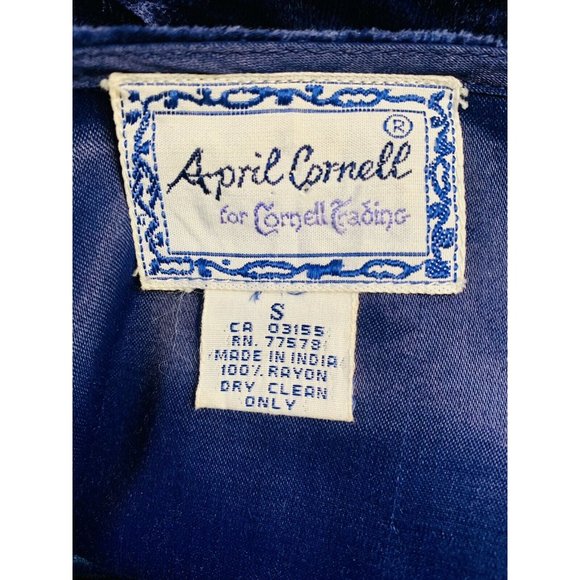 ®
April Cornell
for Cornell Trading
S
CA 03155
RN. 77578
MADE IN INDIA
100% RAYON
DRY CLEAN
ONLY